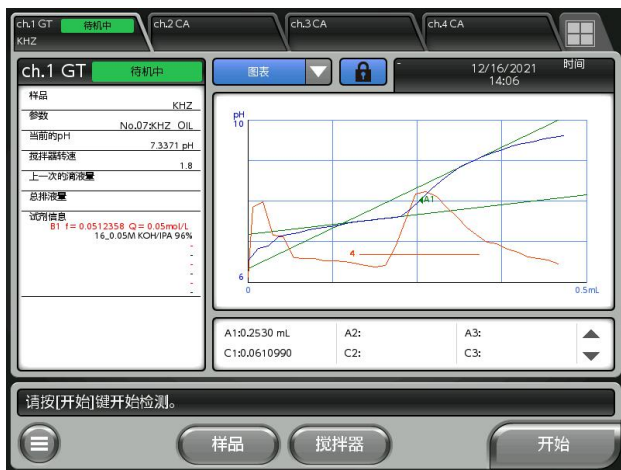 ch.1 GT 待机中 ch.2 CA ch.3 CA ch.4 CA
KHZ
ch.1 GT 待机中
图表
- 12/16/2021 时间
14:06
样品
KHZ
参数
No.07:KHZ OIL
当前的pH
7.3371 pH
搅拌器转速
1.8
上一次的滴液量
总排液量
试剂信息
B1 f = 0.0512358 Q = 0.05mol/L
16_0.05M KOH/IPA 96%
-
-
-
-
pH
10
A1
4
6
0 0.5mL
A1:0.2530 mL A2: A3:
C1:0.0610990 C2: C3:
请按[开始]键开始检测。
样品 搅拌器 开始